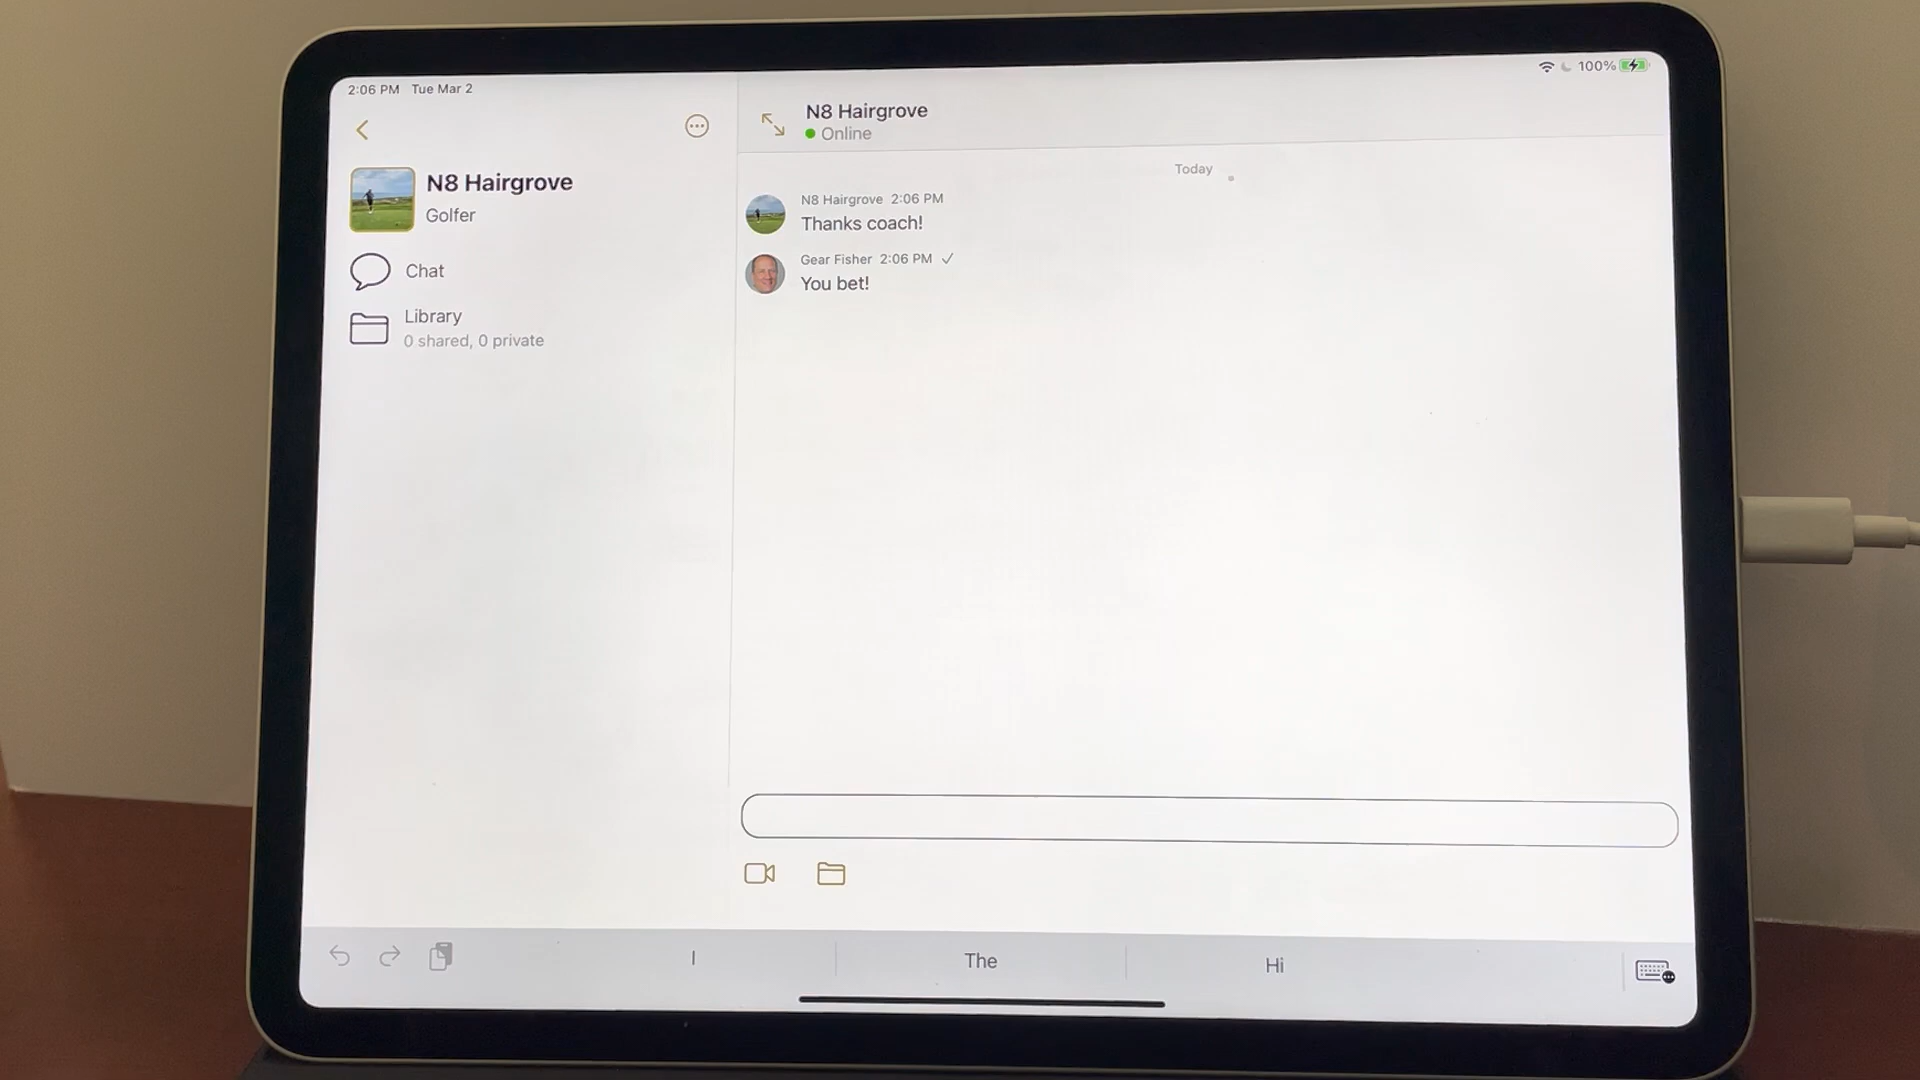 2:06 PM Tue Mar 2
100%
N8 Hairgrove
Golfer
Chat
Library
0 shared, 0 private
N8 Hairgrove
Online
Today
N8 Hairgrove 2:06 PM
Thanks coach!
Gear Fisher 2:06 PM
You bet!
I
The
Hi